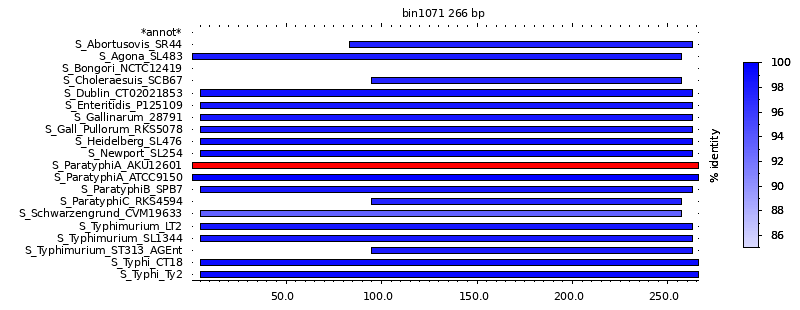 bin1071 266 bp
*annot*
S_Abortusovis_SR44
S_Agona_SL483
S_Bongori_NCTC12419
S_Choleraesuis_SCB67
S_Dublin_CT02021853
S_Enteritidis_P125109
S_Gallinarum_28791
S_Gall_Pullorum_RKS5078
S_Heidelberg_SL476
S_Newport_SL254
S_ParatyphiA_AKU12601
S_ParatyphiA_ATCC9150
S_ParatyphiB_SPB7
S_ParatyphiC_RKS4594
S_Schwarzengrund_CVM19633
S_Typhimurium_LT2
S_Typhimurium_SL1344
S_Typhimurium_ST313_AGEnt
S_Typhi_CT18
S_Typhi_Ty2
50.0 100.0 150.0 200.0 250.0
% identity
100
98
96
94
92
90
88
86